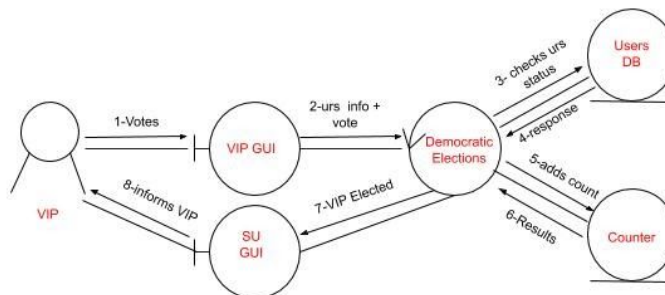 1-Votes
VIP
VIP GUI
2-urs info +
vote
Democratic
Elections
3- checks urs
status
Users
DB
4-response
5-adds count
6-Results
Counter
7-VIP Elected
SU
GUI
8-informs VIP